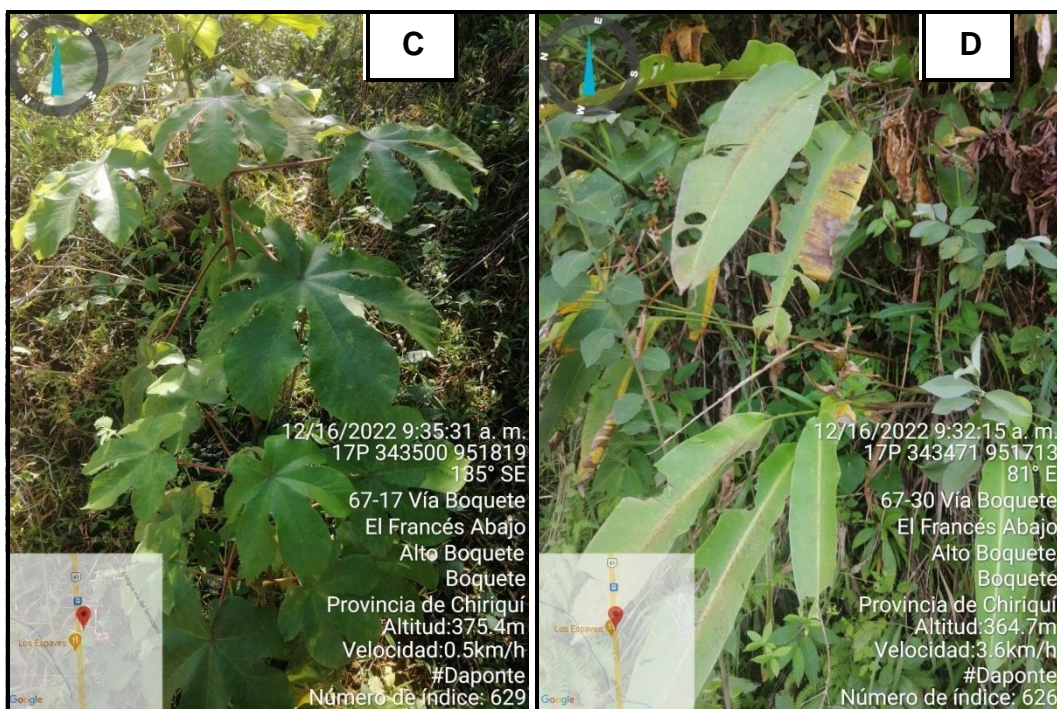 C
12/16/2022 9:35:31 a. m.
17P 343500 951819
135° SE
67-17 Vía Boquete
El Francés Abajo
Alto Boquete
Boquete
Provincia de Chiriquí
Altitud:375.4m
Velocidad:0.5km/h
#Daponte
Número de índice: 629
41
Los Espaves
Google
D
12/16/2022 9:32:15 a. m.
17P 343471 951713
81° E
67-30 Vía Boquete
El Francés Abajo
Alto Boquete
Boquete
Provincia de Chiriquí
Altitud:364.7m
Velocidad:3.6km/h
#Daponte
Número de índice: 626
41
Los Espaves
Google